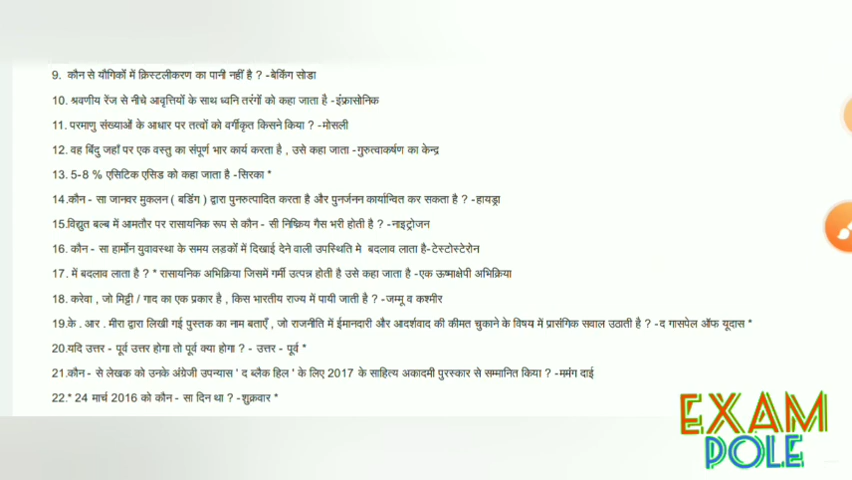 9. कौन से यौगिकों में क्रिस्टलीकरण का पानी नहीं है ? -बेकिंग सोडा
10. श्रवणीय रेंज से नीचे आवृत्तियों के साथ ध्वनि तरंगों को कहा जाता है -इंफ्रासोनिक
11. परमाणु संख्याओं के आधार पर तत्वों को वर्गीकृत किसने किया ? -मोसली
12. वह बिंदु जहाँ पर एक वस्तु का संपूर्ण भार कार्य करता है , उसे कहा जाता -गुरुत्वाकर्षण का केन्द्र
13. 5-8 % एसिटिक एसिड को कहा जाता है -सिरका *
14.कौन - सा जानवर मुकलन ( बडिंग ) द्वारा पुनरुत्पादित करता है और पुनर्जनन कार्यान्वित कर सकता है ? -हायड्रा
15.विद्युत बल्ब में आमतौर पर रासायनिक रूप से कौन - सी निष्क्रिय गैस भरी होती है ? -नाइट्रोजन
16. कौन - सा हार्मोन युवावस्था के समय लड़कों में दिखाई देने वाली उपस्थिति मे बदलाव लाता है-टेस्टोस्टेरोन
17. में बदलाव लाता है ? * रासायनिक अभिक्रिया जिसमें गर्मी उत्पन्न होती है उसे कहा जाता है -एक ऊष्माक्षेपी अभिक्रिया
18. करेवा , जो मिट्टी / गाद का एक प्रकार है , किस भारतीय राज्य में पायी जाती है ? -जम्मू व कश्मीर
19.के . आर . मीरा द्वारा लिखी गई पुस्तक का नाम बताएँ , जो राजनीति में ईमानदारी और आदर्शवाद की कीमत चुकाने के विषय में प्रासंगिक सवाल उठाती है ? -द गासपेल ऑफ यूदास *
20.यदि उत्तर - पूर्व उत्तर होगा तो पूर्व क्या होगा ? - उत्तर - पूर्व *
21.कौन - से लेखक को उनके अंग्रेजी उपन्यास ' द ब्लैक हिल ' के लिए 2017 के साहित्य अकादमी पुरस्कार से सम्मानित किया ? -ममंग दाई
22.* 24 मार्च 2016 को कौन - सा दिन था ? -शुक्रवार *
EXAM
POLE